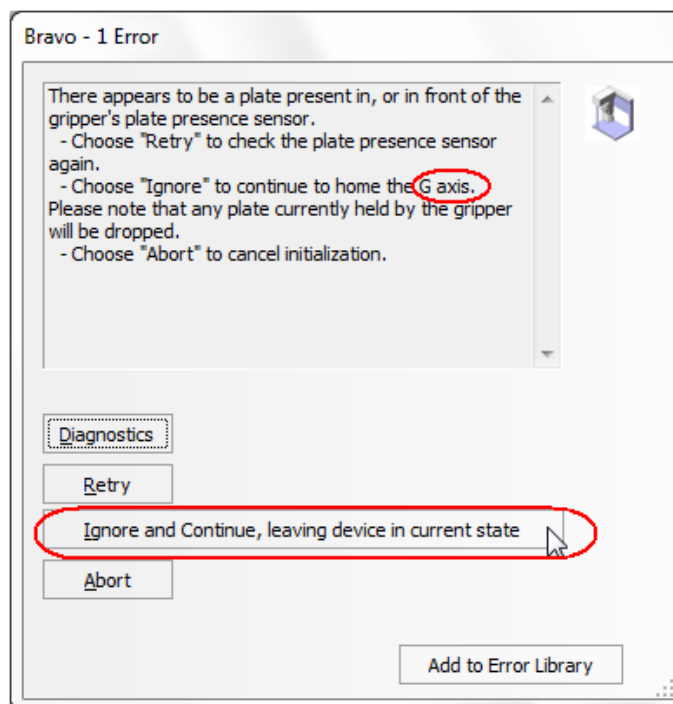 Bravo - 1 Error
There appears to be a plate present in, or in front of the
gripper's plate presence sensor.
- Choose "Retry" to check the plate presence sensor
again.
- Choose "Ignore" to continue to home the G axis.
Please note that any plate currently held by the gripper
will be dropped.
- Choose "Abort" to cancel initialization.
Diagnostics
Retry
Ignore and Continue, leaving device in current state
Abort
Add to Error Library